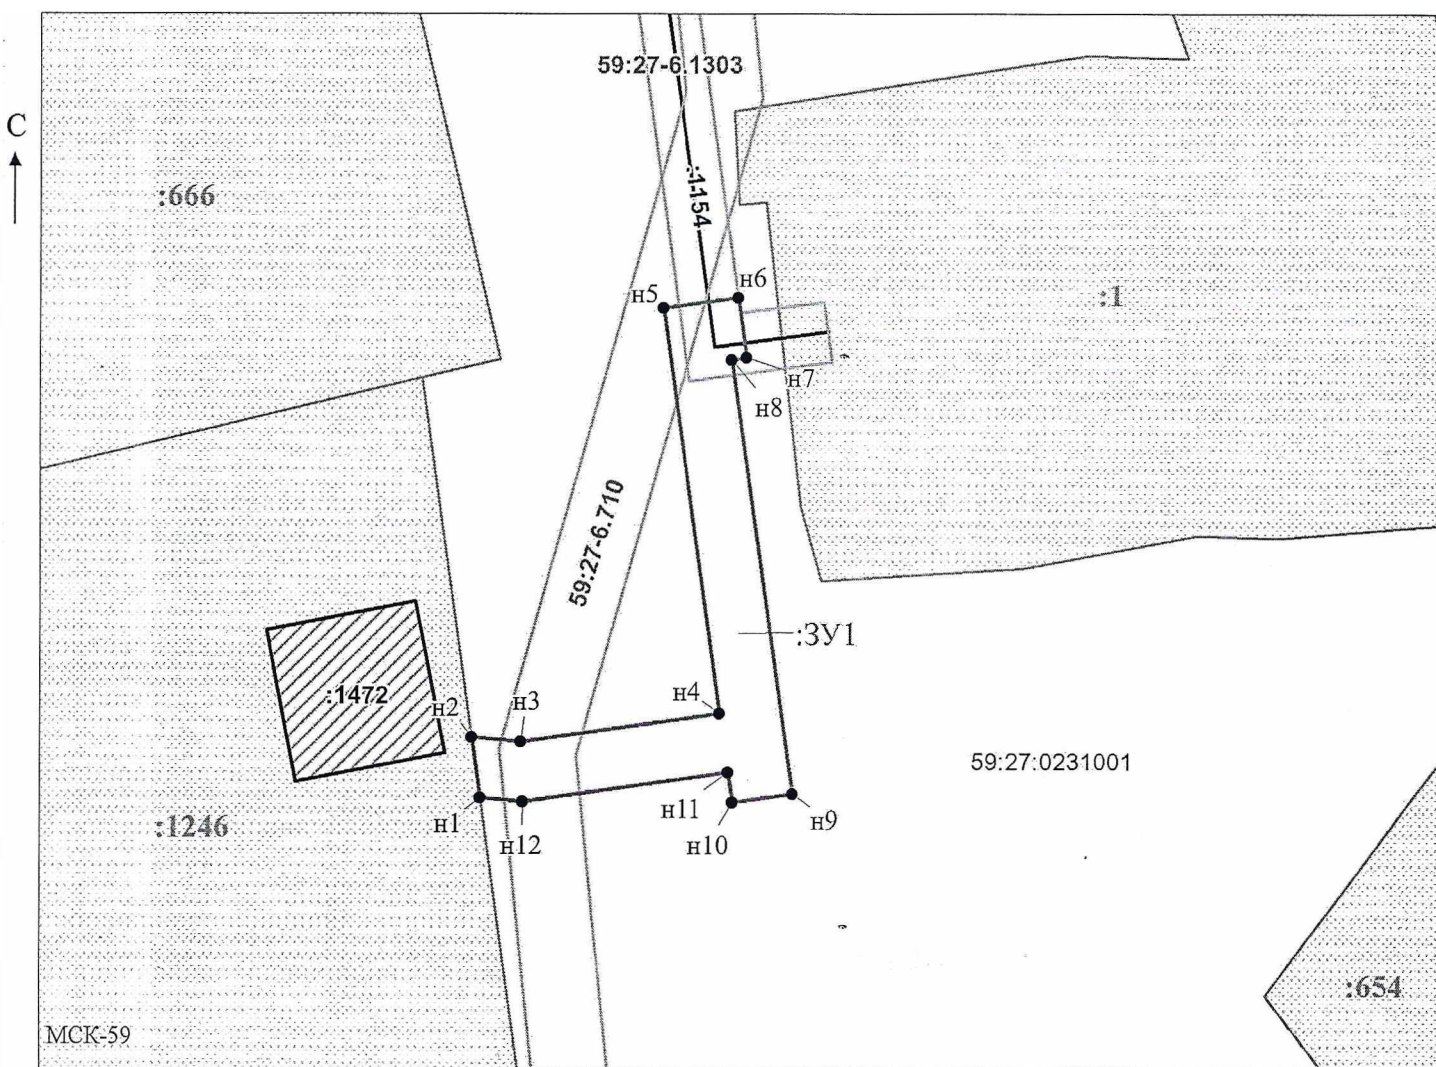 59:27-6.1303
С
:666
:1154
:1
н5
н6
н7
н8
59:27-6.710
:ЗУ1
:1472
н2
н3
н4
59:27:0231001
н1
н12
н11
н10
н9
:1246
:654
МСК-59